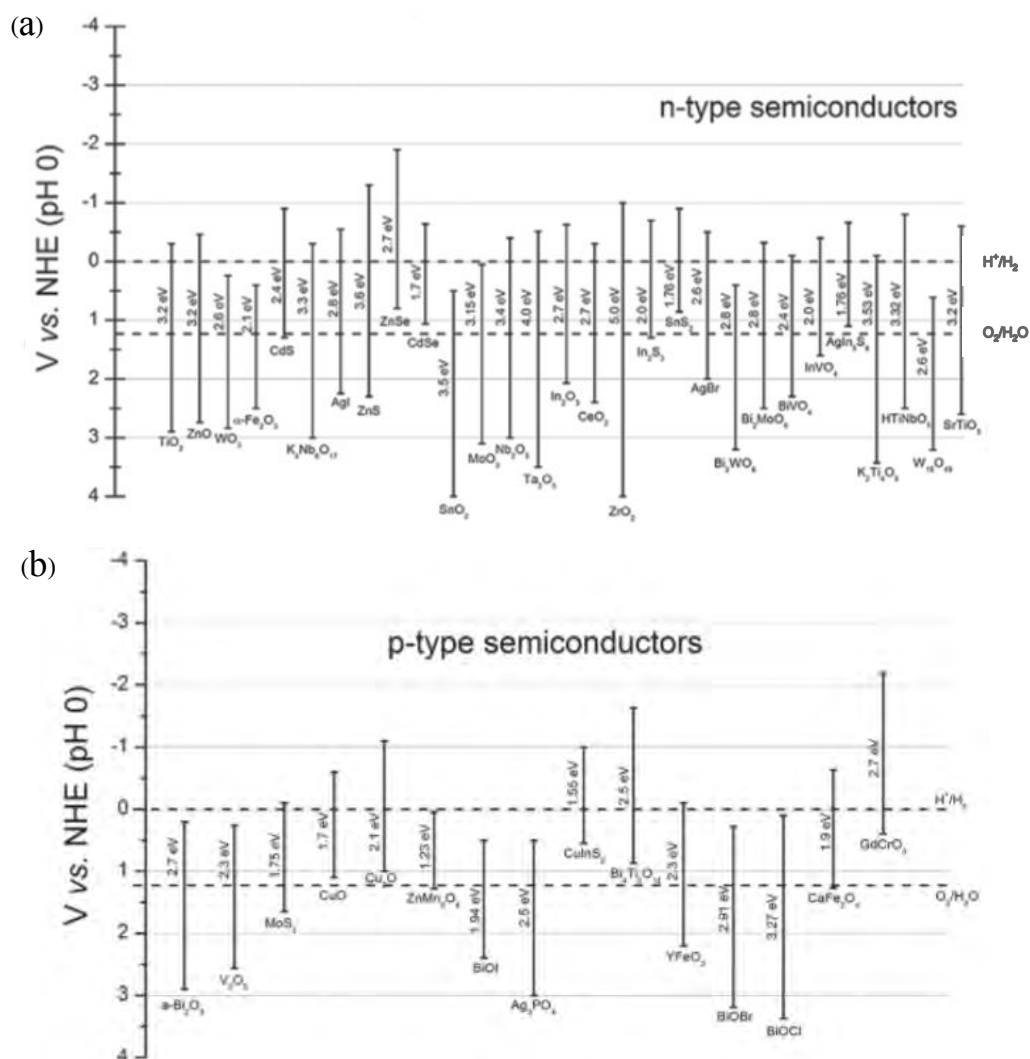 (a)
-4
-3
-2
-1
0
1
2
3
4
V vs. NHE (pH 0)
n-type semiconductors
H⁺/H₂
O₂/H₂O
3.2 eV
TiO₂
3.2 eV
ZnO
2.6 eV
WO₃
2.1 eV
α-Fe₂O₃
2.4 eV
CdS
3.3 eV
K₄Nb₆O₁₇
2.8 eV
AgI
3.6 eV
ZnS
2.7 eV
ZnSe
1.7 eV
CdSe
3.5 eV
SnO₂
3.15 eV
MoO₃
3.4 eV
Nb₂O₅
4.0 eV
Ta₂O₅
2.7 eV
In₂O₃
2.7 eV
CeO₂
5.0 eV
ZrO₂
2.0 eV
In₂S₃
1.76 eV
SnS₂
2.6 eV
AgBr
2.8 eV
Bi₂WO₆
2.8 eV
Bi₂MoO₆
2.4 eV
BiVO₄
2.0 eV
InVO₄
1.76 eV
AgIn₅S₈
3.53 eV
K₂Ti₄O₉
3.32 eV
HTiNbO₅
2.6 eV
W₁₈O₄₉
3.2 eV
SrTiO₃
(b)
-4
-3
-2
-1
0
1
2
3
4
V vs. NHE (pH 0)
p-type semiconductors
H⁺/H₂
O₂/H₂O
2.7 eV
a-Bi₂O₃
2.3 eV
V₂O₅
1.75 eV
MoS₂
1.7 eV
CuO
2.1 eV
Cu₂O
1.23 eV
ZnMn₂O₄
1.94 eV
BiOI
2.5 eV
Ag₃PO₄
1.55 eV
CuInS₂
2.5 eV
Bi₄Ti₃O₁₂
2.3 eV
YFeO₃
2.91 eV
BiOBr
3.27 eV
BiOCl
1.9 eV
CaFe₂O₄
2.7 eV
GdCrO₃